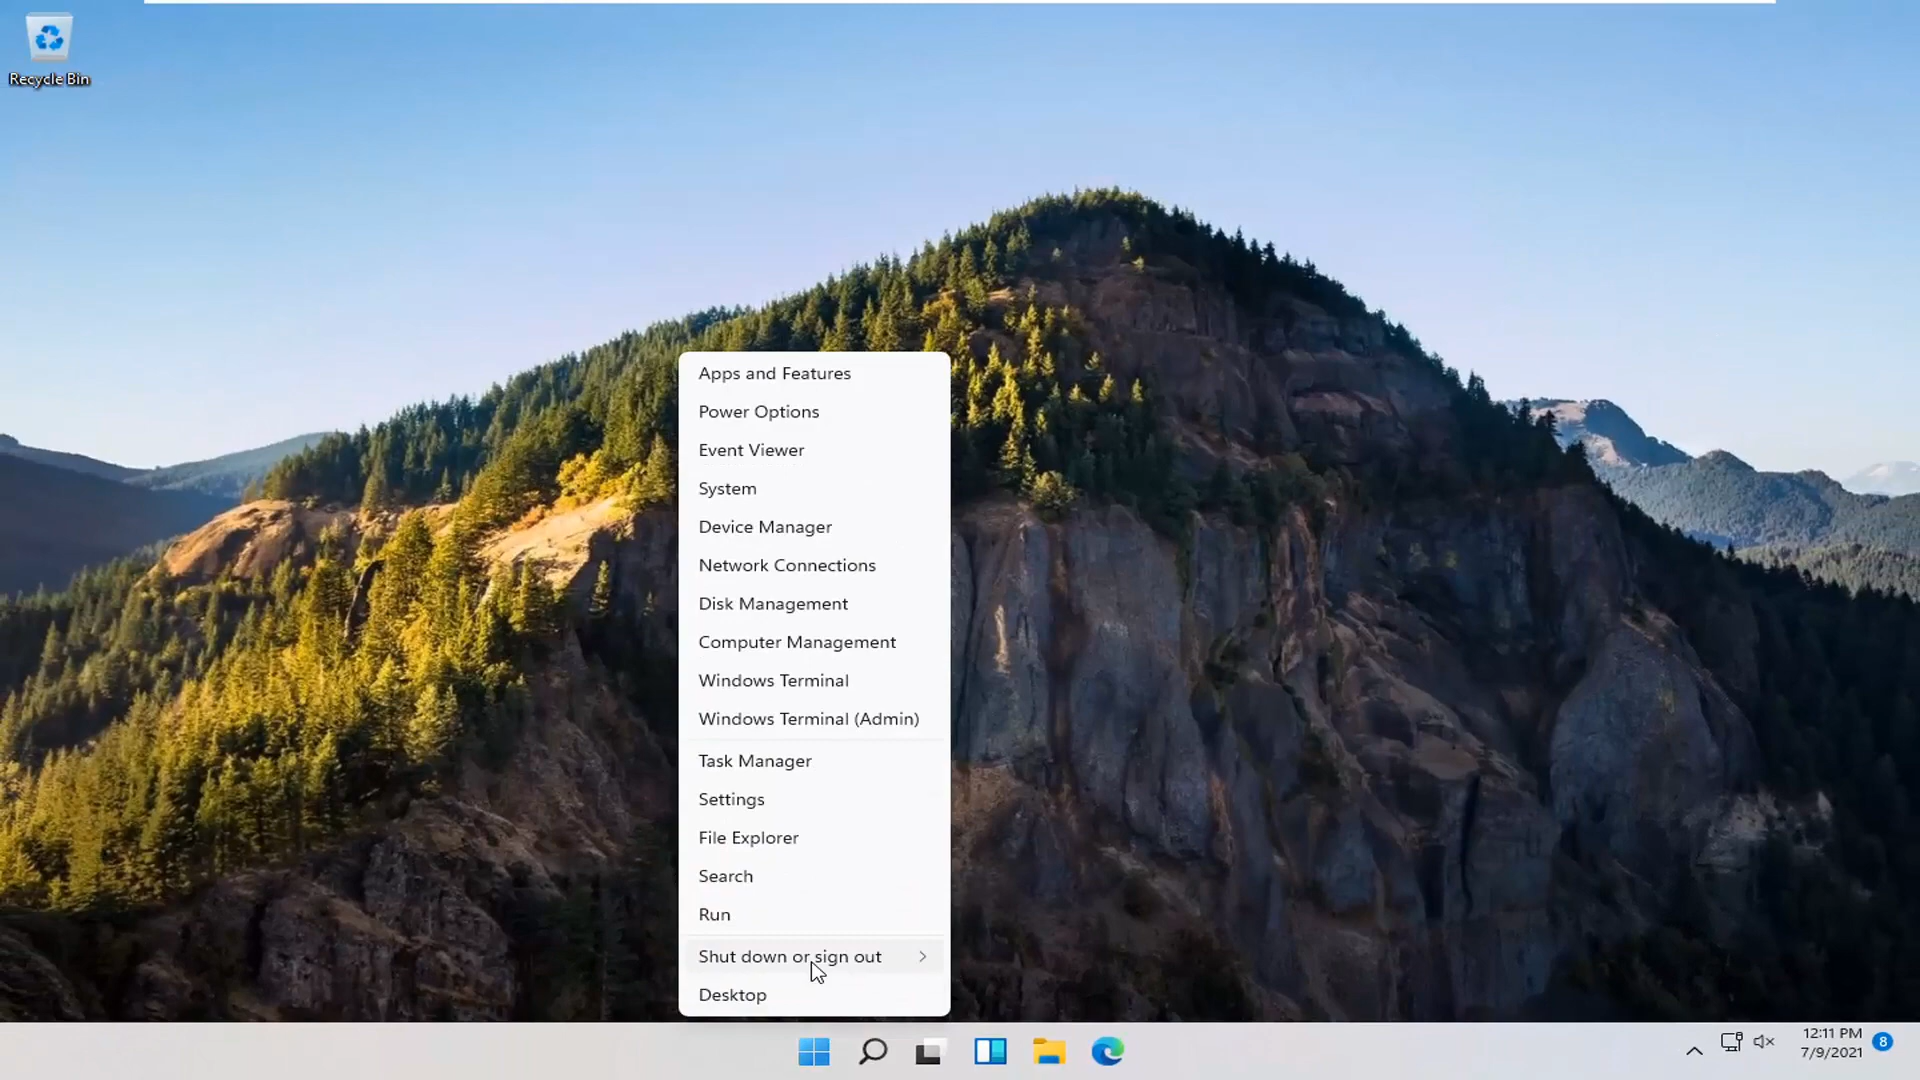 Recycle Bin
Apps and Features
Power Options
Event Viewer
System
Device Manager
Network Connections
Disk Management
Computer Management
Windows Terminal
Windows Terminal (Admin)
Task Manager
Settings
File Explorer
Search
Run
Shut down or sign out
Desktop
12:11 PM
7/9/2021
8